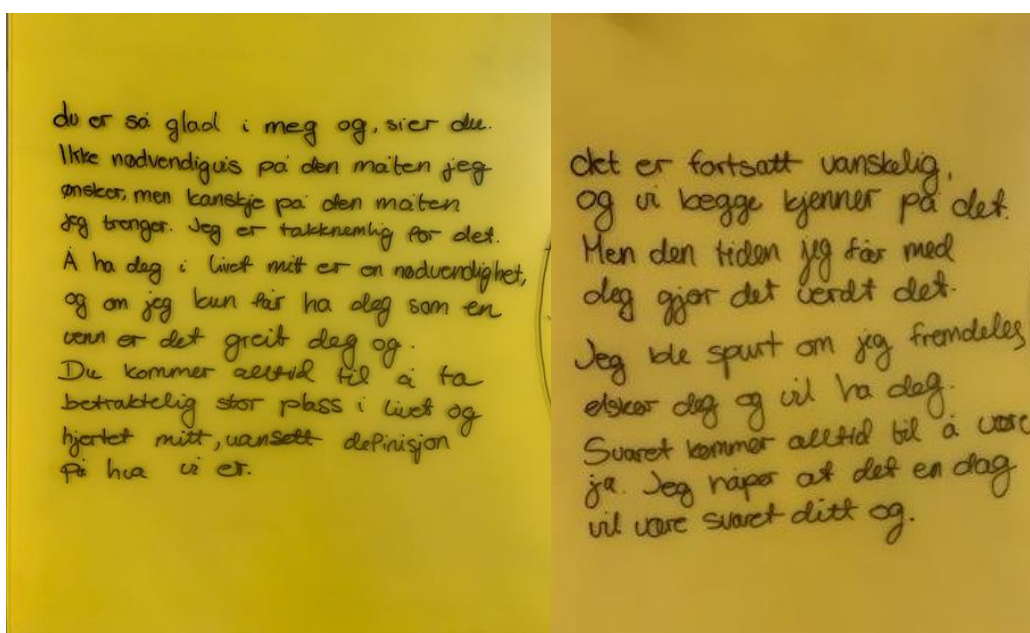 du er så glad i meg og, sier du.
Ikke nødvendigvis på den måten jeg
ønsker, men kanskje på den måten
jeg trenger. Jeg er takknemlig for det.
Å ha deg i livet mitt er en nødvendighet,
og om jeg kun får ha deg som en
venn er det greit deg og.
Du kommer alltid til å ta
betraktelig stor plass i livet og
hjertet mitt, uansett definisjon
på hva vi er.
det er fortsatt vanskelig,
og vi begge kjenner på det.
Men den tiden jeg får med
deg gjør det verdt det.
Jeg ble spurt om jeg fremdeles
elsker deg og vil ha deg.
Svaret kommer alltid til å være
ja. Jeg håper at det en dag
vil være svaret ditt og.